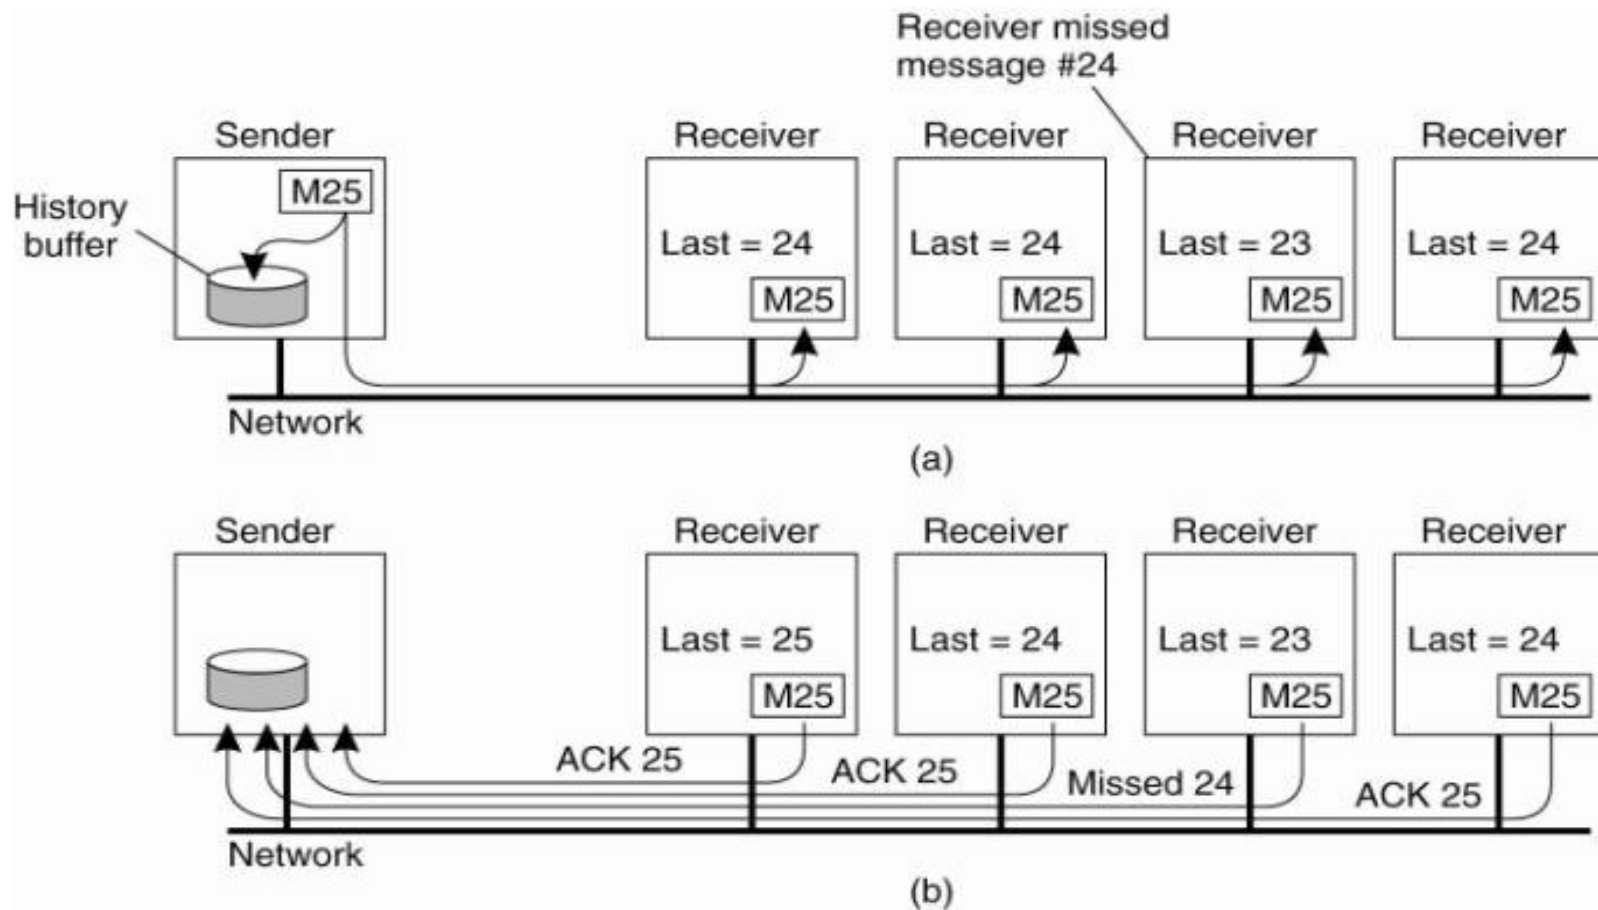 Receiver missed
message #24
Sender
Receiver
Receiver
Receiver
Receiver
M25
History
buffer
Last = 24
Last = 24
Last = 23
Last = 24
M25
M25
M25
M25
Network
(a)
Sender
Receiver
Receiver
Receiver
Receiver
Last = 25
Last = 24
Last = 23
Last = 24
M25
M25
M25
M25
ACK 25
ACK 25
Missed 24
ACK 25
Network
(b)